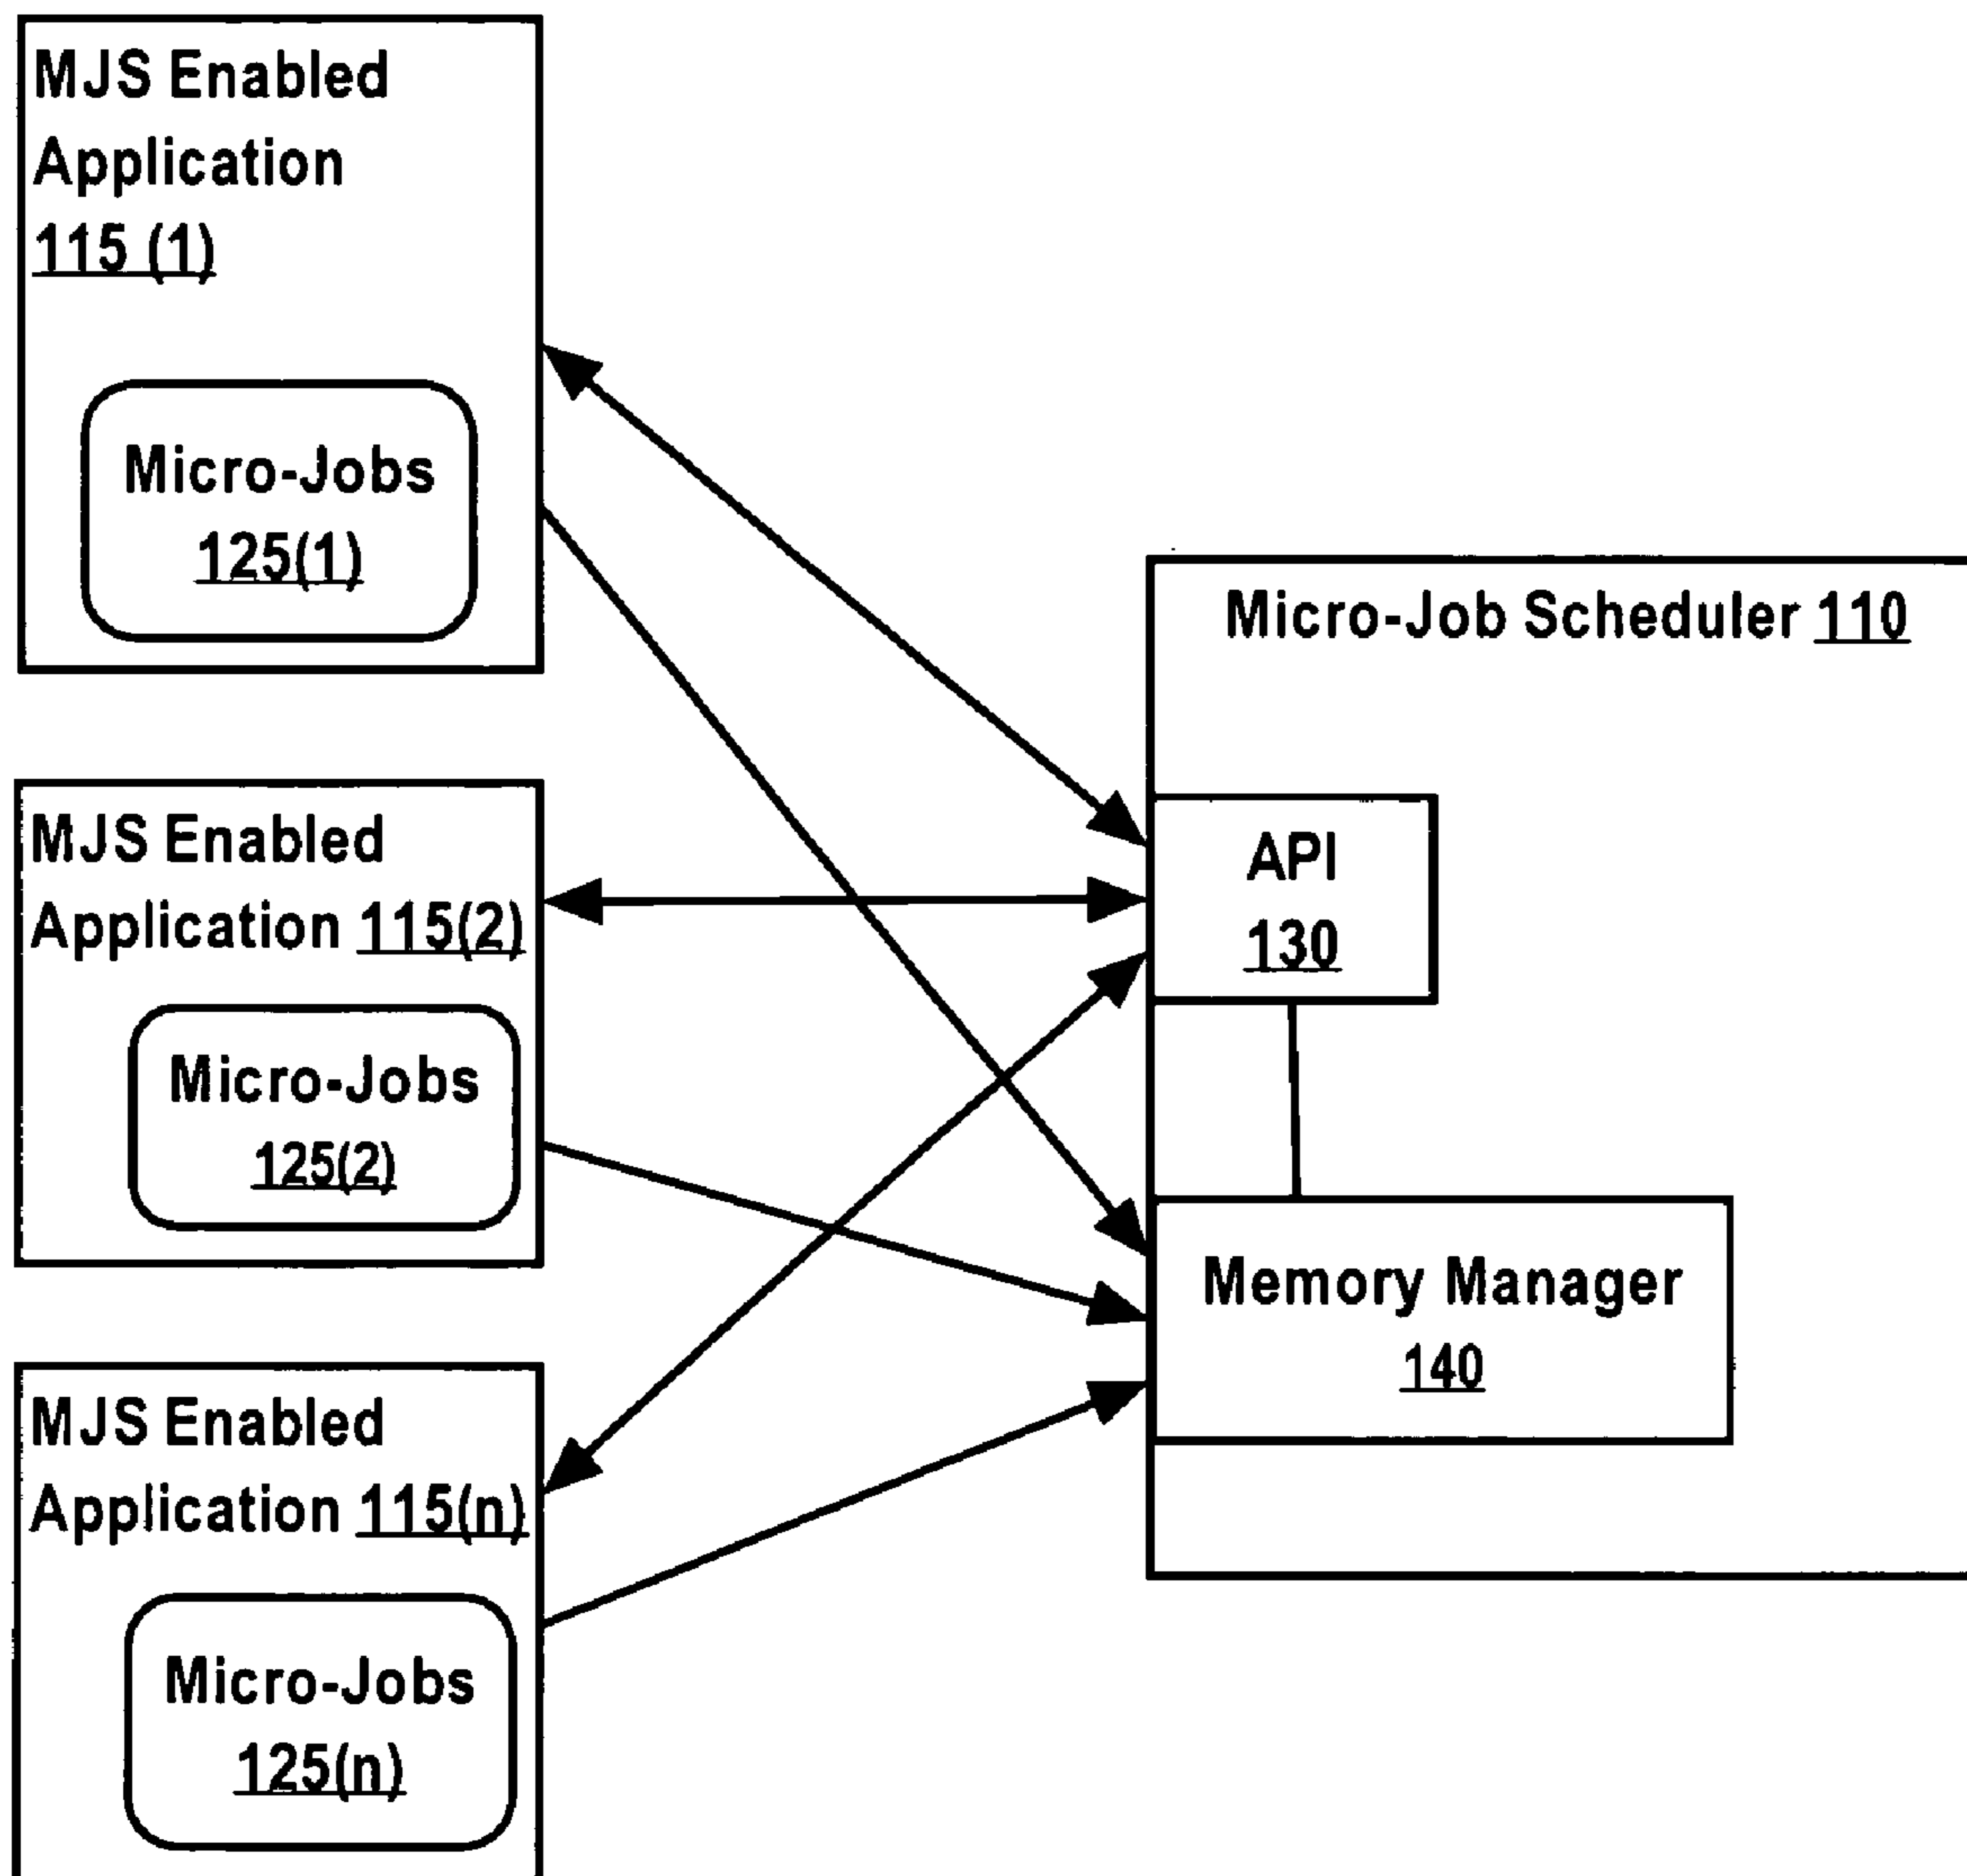 MJS Enabled
Application
115 (1)
Micro-Jobs
125(1)
MJS Enabled
Application 115(2)
Micro-Jobs
125(2)
MJS Enabled
Application 115(n)
Micro-Jobs
125(n)
Micro-Job Scheduler 110
API
130
Memory Manager
140